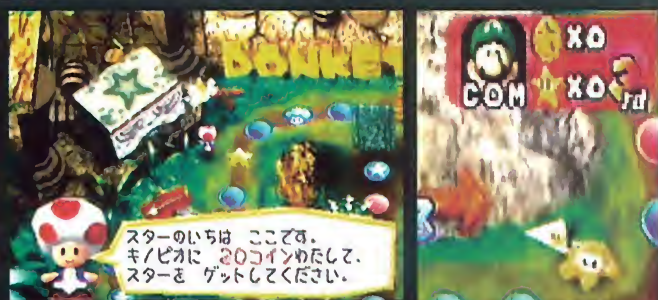 DONKE
スターのいちは ここです。
キノピオに 20コインわたして、
スターを ゲットしてください。
×0
COM ×0 3rd